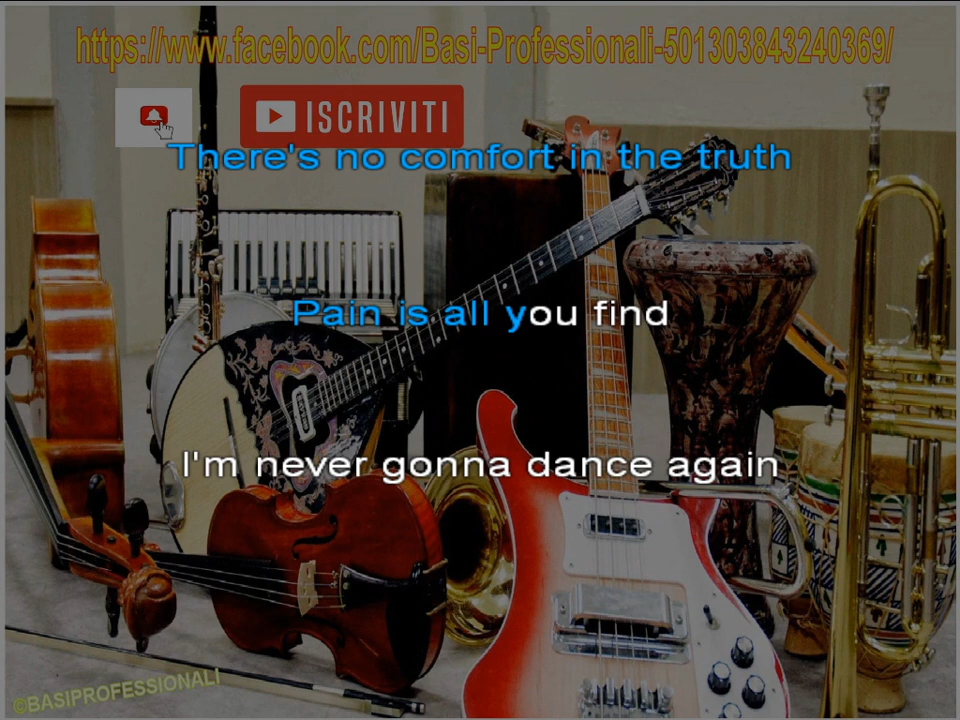 https://www.facebook.com/Basi-Professionali-501303843240369/
ISCRIVITI
There's no comfort in the truth
Pain is all you find
I'm never gonna dance again
©BASIPROFESSIONALI